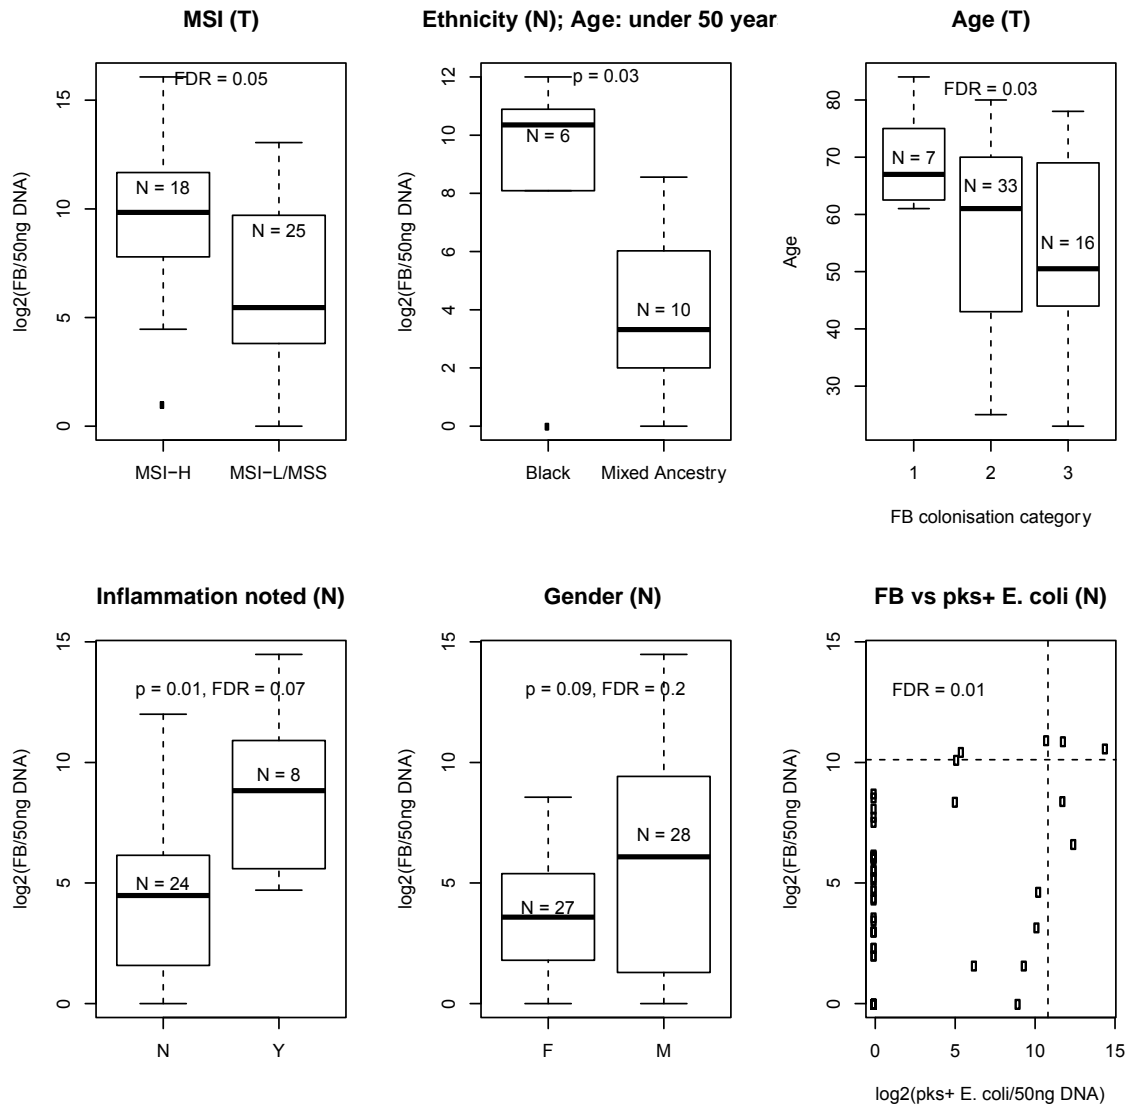 MSI (T)
FDR = 0.05
N = 18
N = 25
log2(FB/50ng DNA)
0
5
10
15
MSI−H
MSI−L/MSS
Ethnicity (N); Age: under 50 year
p = 0.03
N = 6
N = 10
log2(FB/50ng DNA)
0
2
4
6
8
10
12
Black
Mixed Ancestry
Age (T)
FDR = 0.03
N = 7
N = 33
N = 16
Age
30
40
50
60
70
80
1
2
3
FB colonisation category
Inflammation noted (N)
p = 0.01, FDR = 0.07
N = 24
N = 8
log2(FB/50ng DNA)
0
5
10
15
N
Y
Gender (N)
p = 0.09, FDR = 0.2
N = 27
N = 28
log2(FB/50ng DNA)
0
5
10
15
F
M
FB vs pks+ E. coli (N)
FDR = 0.01
log2(FB/50ng DNA)
0
5
10
15
0
5
10
15
log2(pks+ E. coli/50ng DNA)